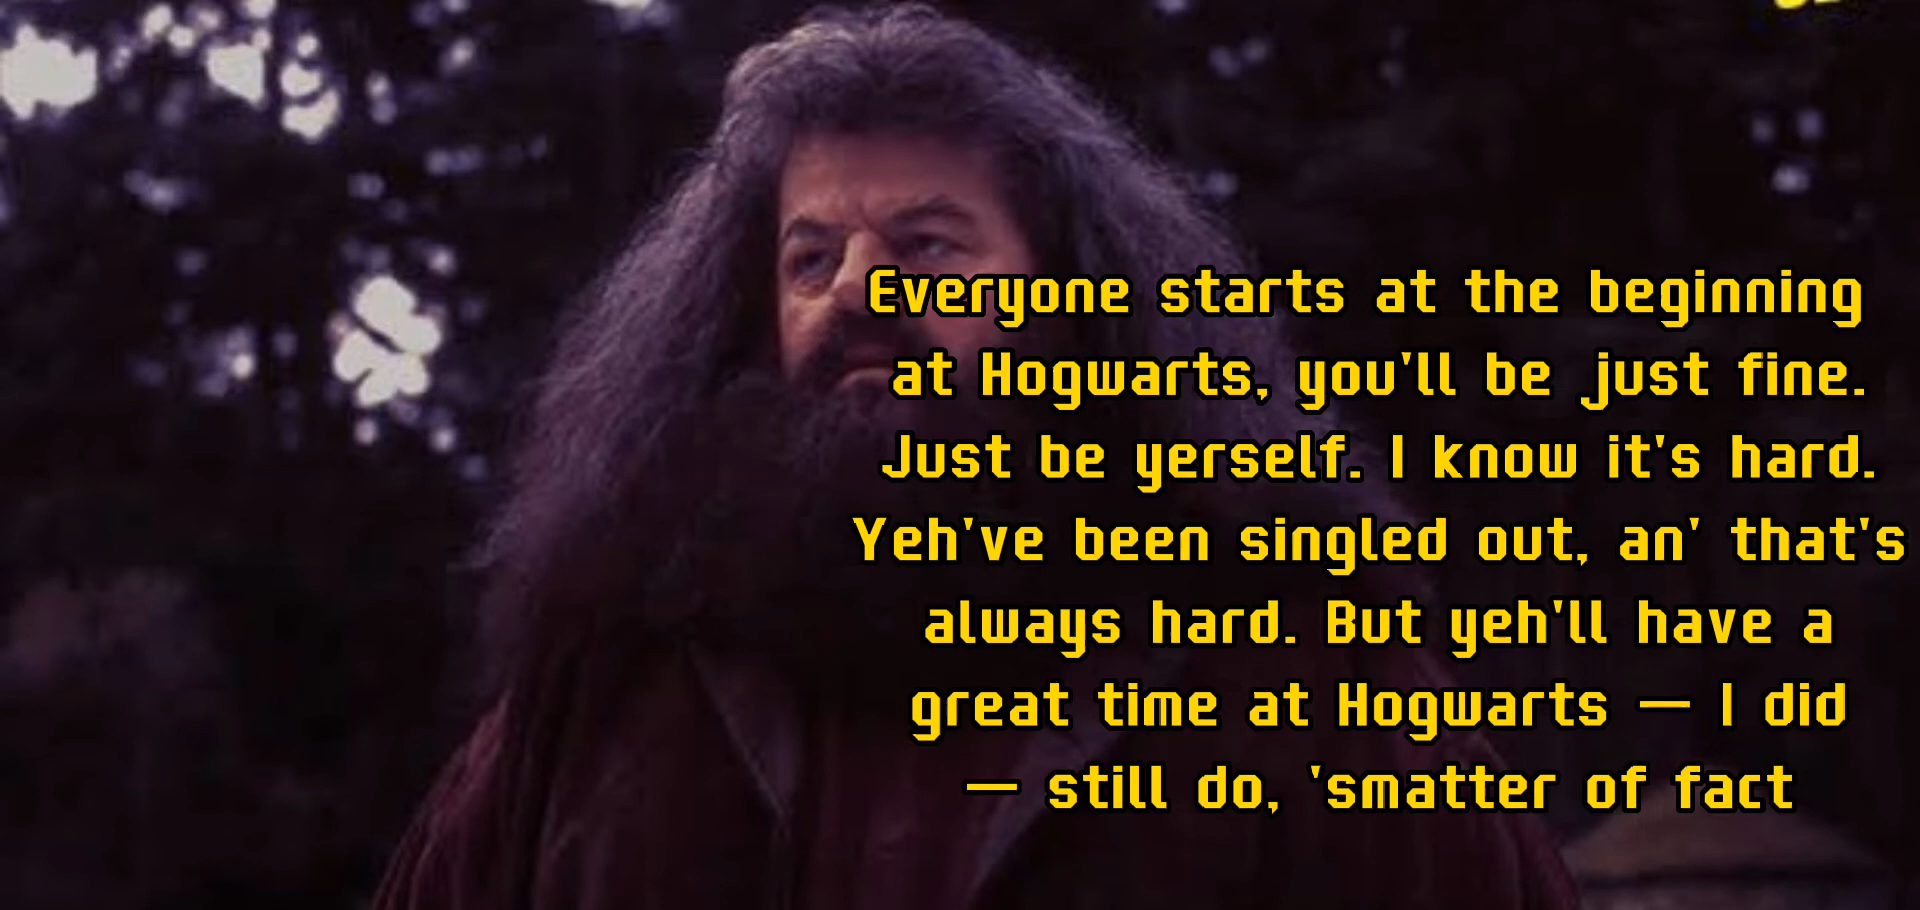 Everyone starts at the beginning
at Hogwarts, you'll be just fine.
Just be yerself. I know it's hard.
Yeh've been singled out, an' that's
always hard. But yeh'll have a
great time at Hogwarts — I did
— still do, 'smatter of fact